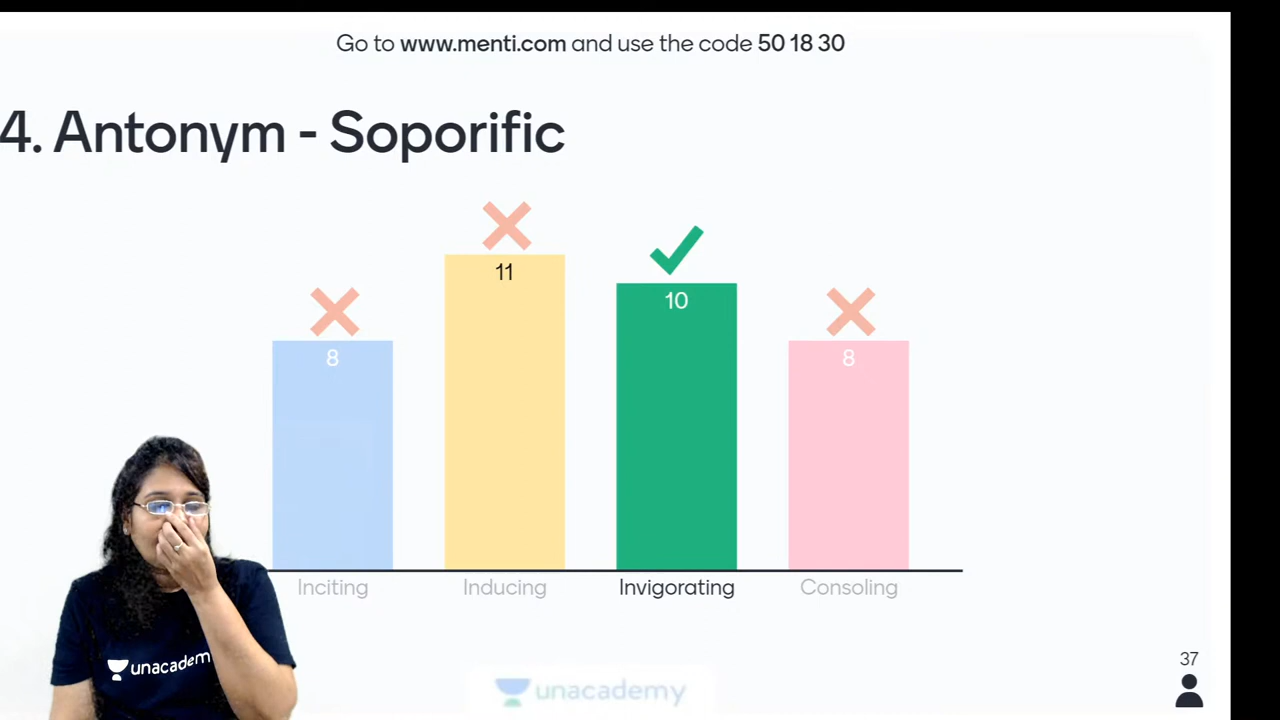 Go to www.menti.com and use the code 50 18 30
4. Antonym - Soporific
11
10
8
8
Inciting
Inducing
Invigorating
Consoling
unacademy
37
unacademy